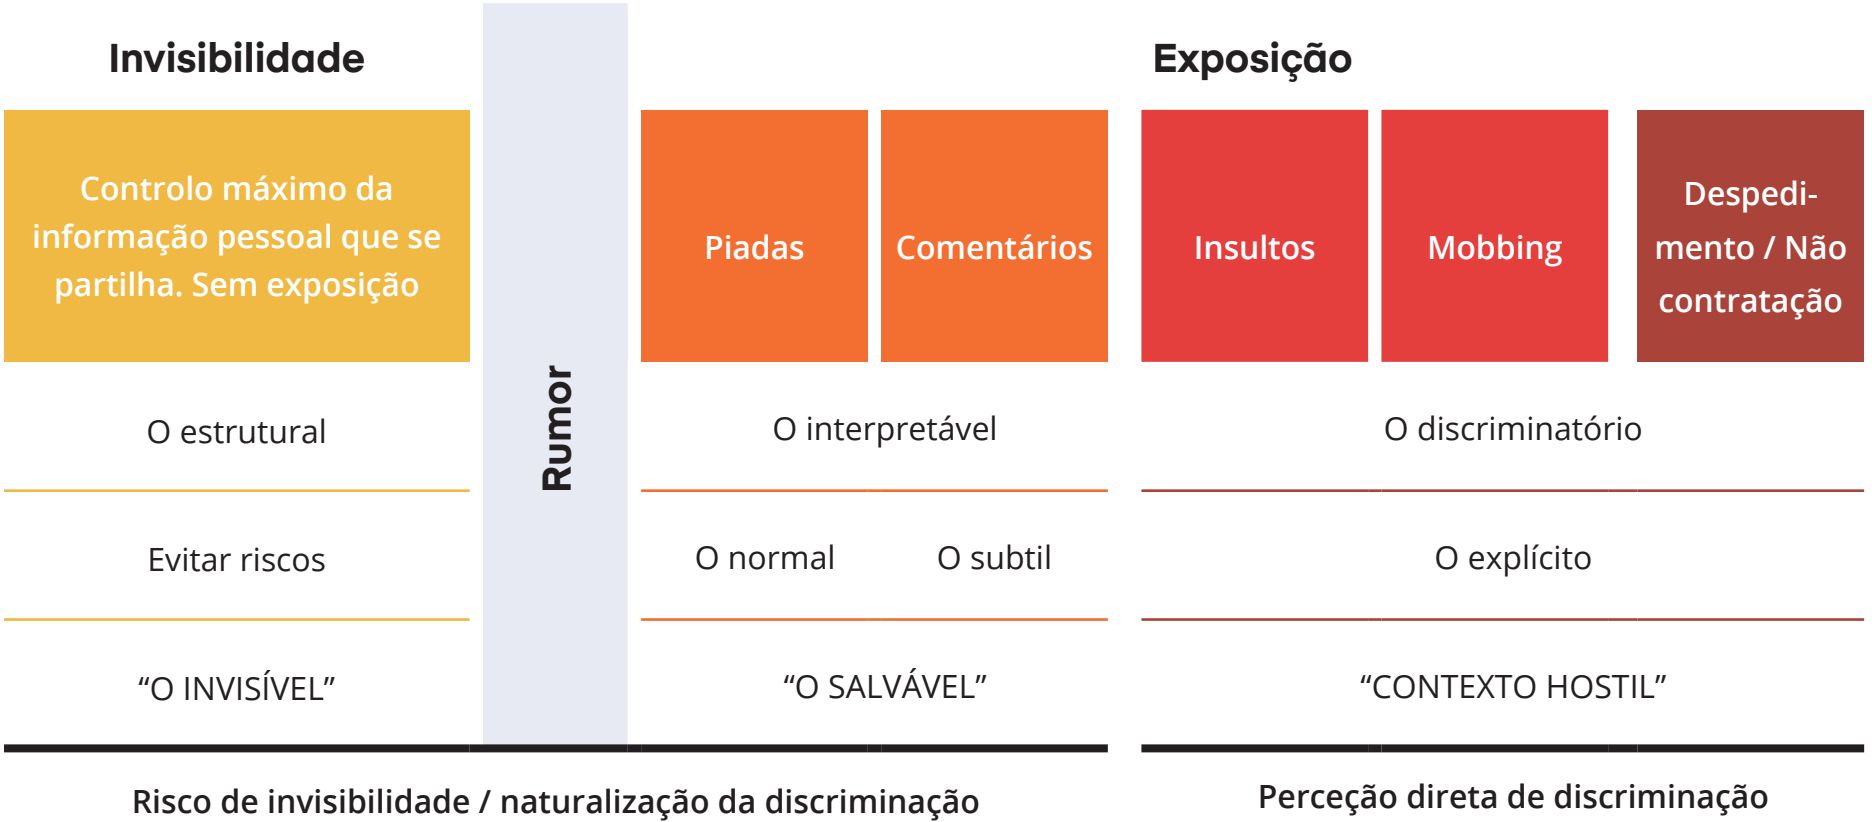 Invisibilidade
Exposição
Controlo máximo da
informação pessoal que se
partilha. Sem exposição
Rumor
Piadas
Comentários
Insultos
Mobbing
Despedi-
mento / Não
contratação
O estrutural
O interpretável
O discriminatório
Evitar riscos
O normal
O subtil
O explícito
“O INVISÍVEL”
“O SALVÁVEL”
“CONTEXTO HOSTIL”
Risco de invisibilidade / naturalização da discriminação
Perceção direta de discriminação